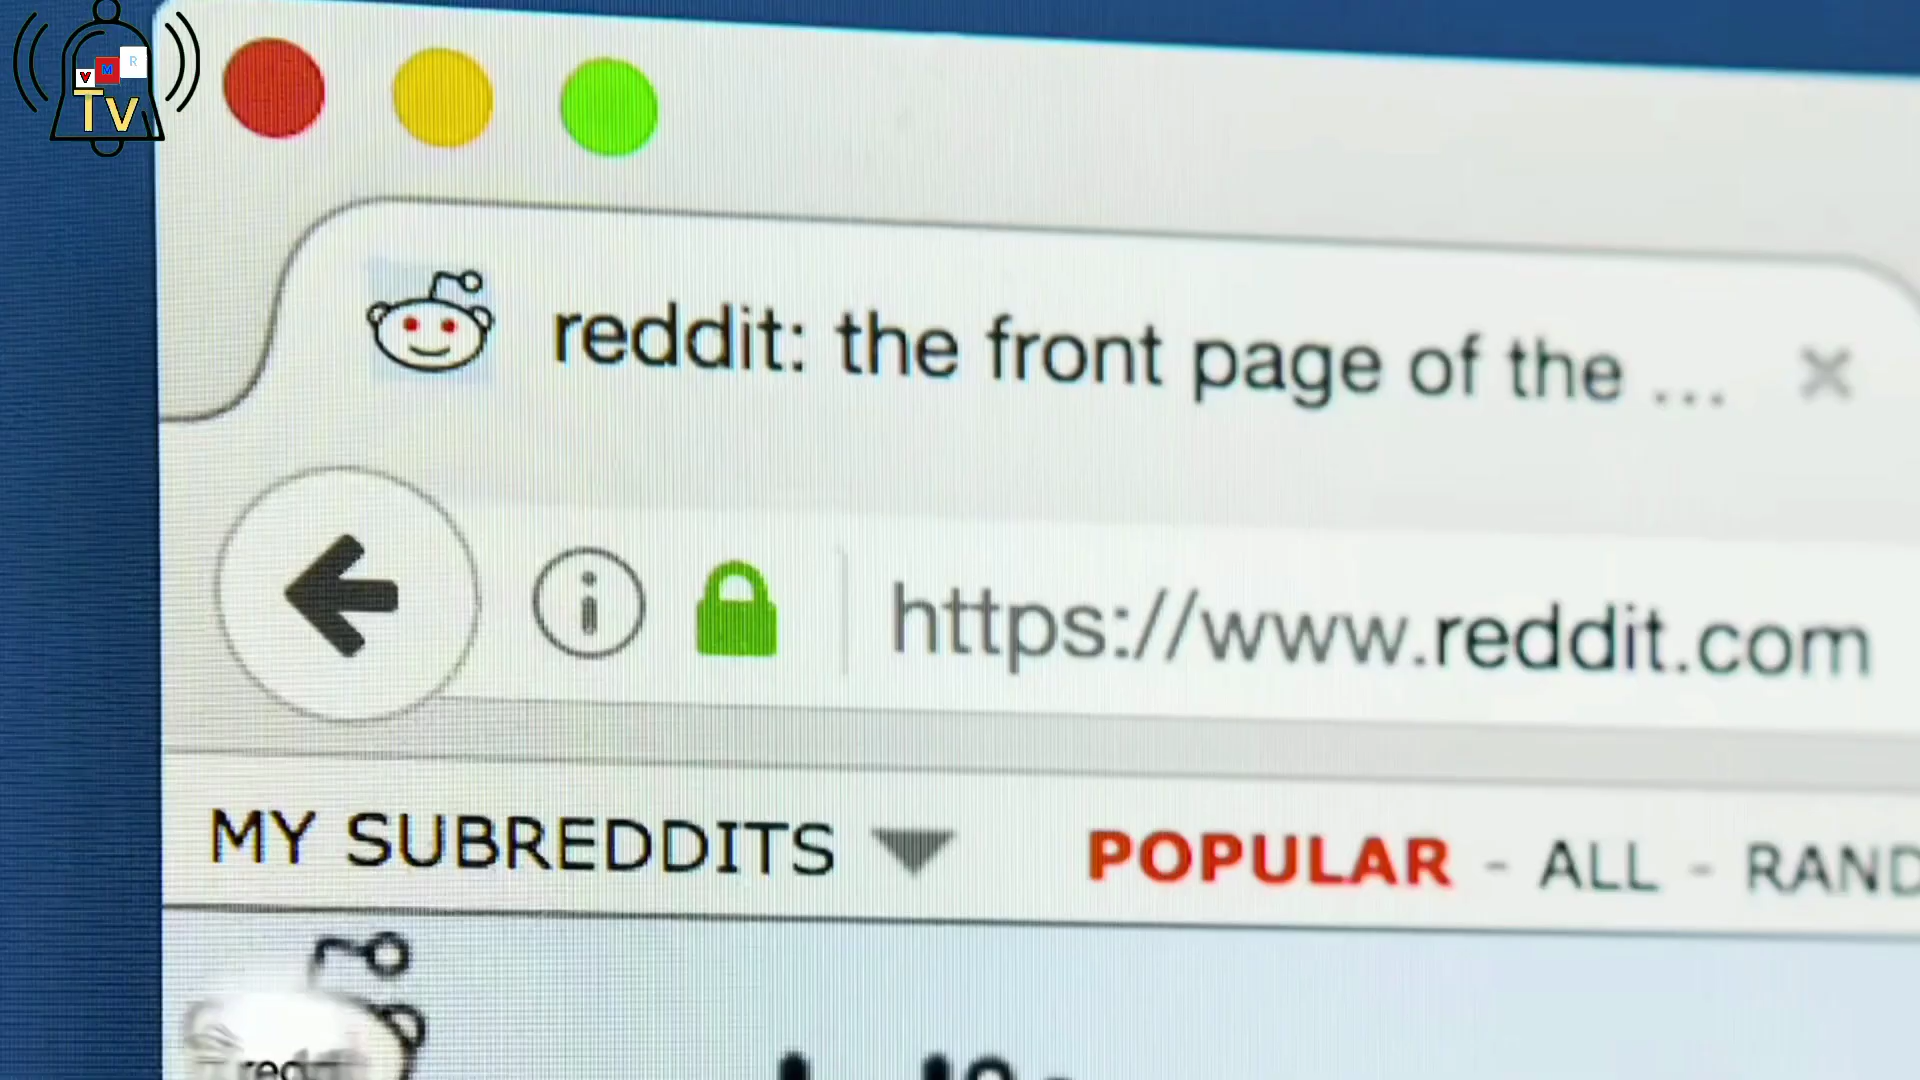 V M R
Tv
reddit: the front page of the ...
https://www.reddit.com
MY SUBREDDITS
POPULAR - ALL - RAND